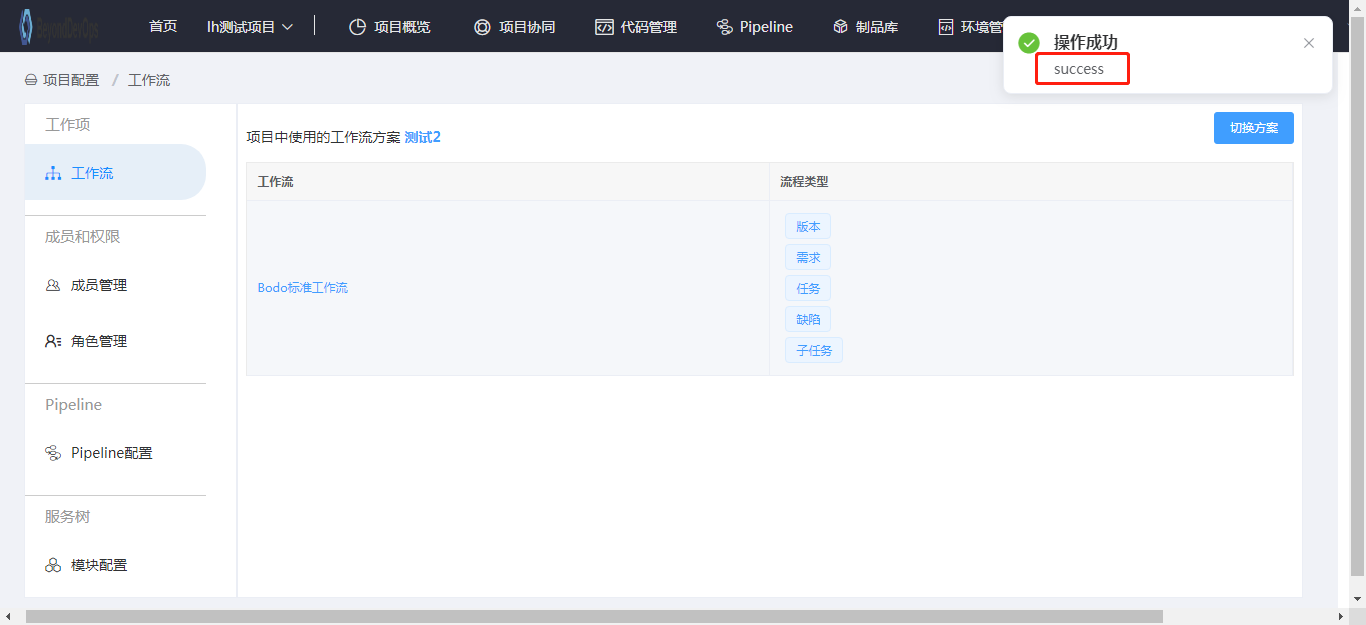 BeyondDevOps 首页 lh测试项目 项目概览 项目协同 代码管理 Pipeline 制品库 环境管
操作成功
success
项目配置 / 工作流
工作项
工作流
成员和权限
成员管理
角色管理
Pipeline
Pipeline配置
服务树
模块配置
项目中使用的工作流方案 测试2
切换方案
工作流 流程类型
Bodo标准工作流
版本
需求
任务
缺陷
子任务